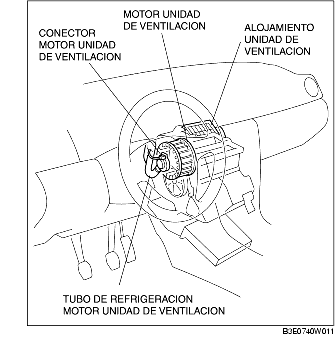 MOTOR UNIDAD
DE VENTILACION
CONECTOR
MOTOR UNIDAD
DE VENTILACION
ALOJAMIENTO
UNIDAD DE
VENTILACION
TUBO DE REFRIGERACION
MOTOR UNIDAD DE VENTILACION
B3E0740W011